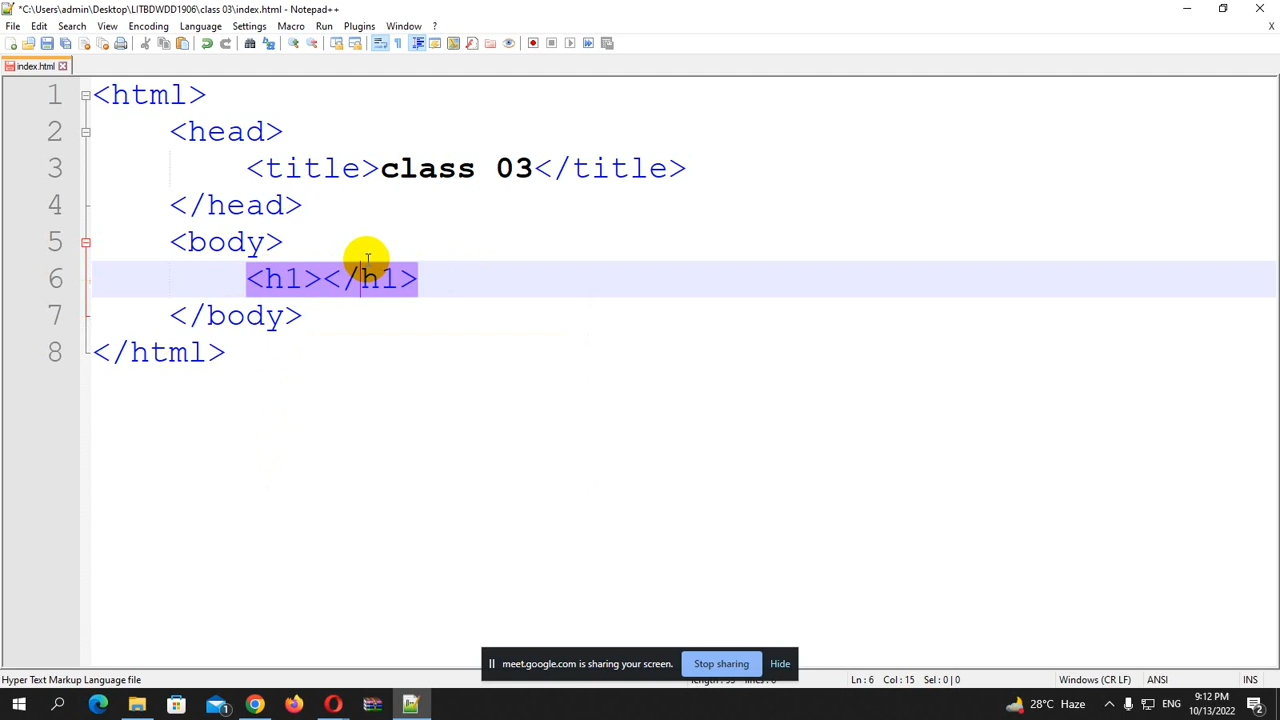 *C:\Users\admin\Desktop\LITBDWDD1906\class 03\index.html - Notepad++
File Edit Search View Encoding Language Settings Macro Run Plugins Window ?
X
index.html
1 <html>
2 <head>
3 <title>class 03</title>
4 </head>
5 <body>
6 <h1></h1>
7 </body>
8 </html>
meet.google.com is sharing your screen. Stop sharing Hide
Hyper Text Markup Language file Ln : 6 Col : 15 Sel : 0 | 0 Windows (CR LF) ANSI INS
1 28°C Haze ENG 9:12 PM
10/13/2022 2